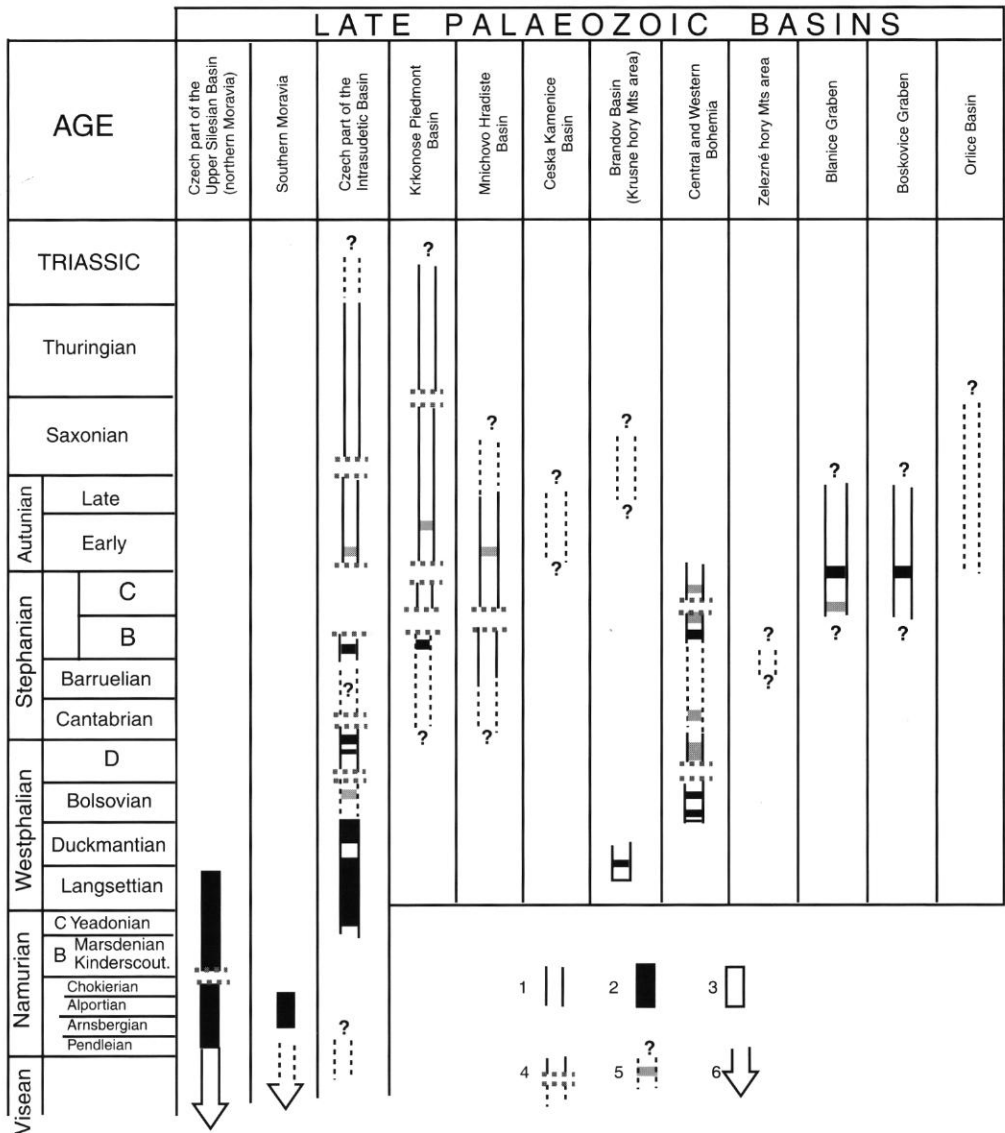 LATE PALAEOZOIC BASINS
AGE
Czech part of the
Upper Silesian Basin
(northern Moravia)
Southern Moravia
Czech part of the
Intrasudetic Basin
Krkonose Piedmont
Basin
Mnichovo Hradiste
Basin
Ceska Kamenice
Basin
Brandov Basin
(Krusne hory Mts area)
Central and Western
Bohemia
Zelezné hory Mts area
Blanice Graben
Boskovice Graben
Orlice Basin
? ?
TRIASSIC
Thuringian
?
Saxonian
? ?
? ? ?
Autunian
Late
?
Early
?
Stephanian
C
B
? ? ?
Barruelian
? ?
Cantabrian
? ?
Westphalian
D
Bolsovian
Duckmantian
Langsettian
Namurian
C Yeadonian
B Marsdenian
Kinderscout.
Chokierian
Alportian
Arnsbergian
Pendleian
?
Visean
1 2 3
?
4 5 6